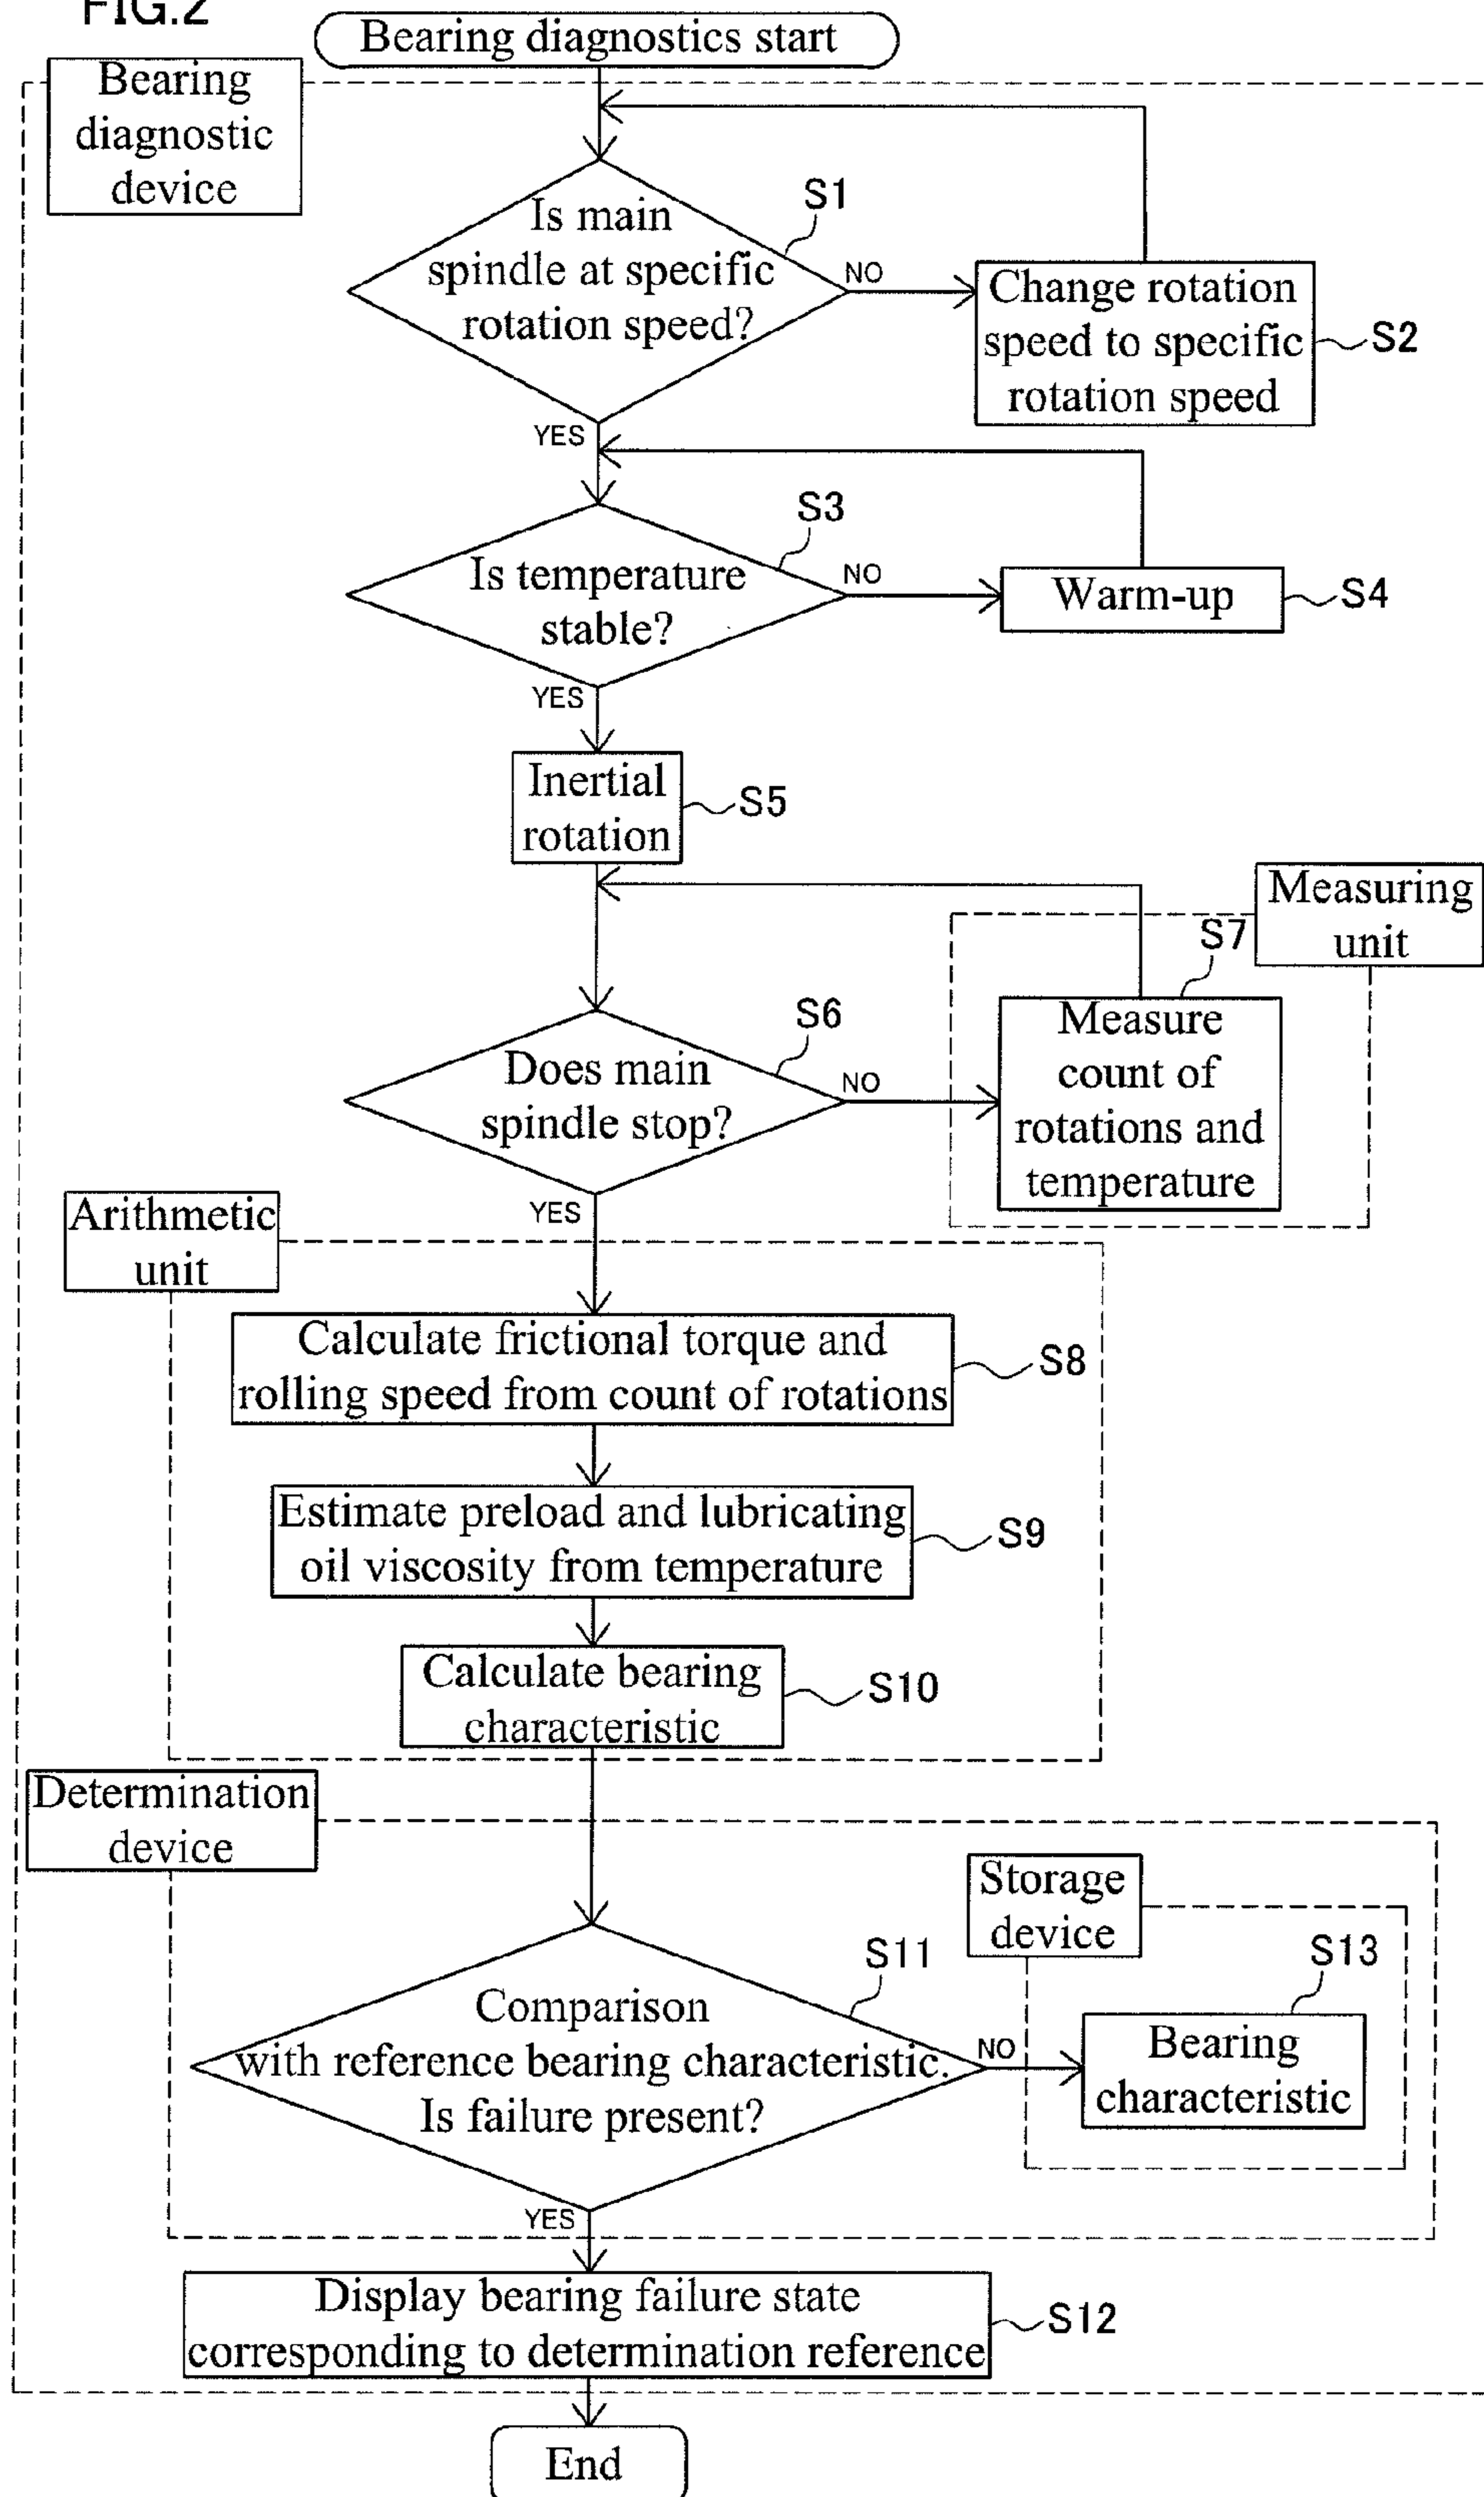 FIG.2
Bearing diagnostics start
Bearing
diagnostic
device
S1
Is main
spindle at specific
rotation speed?
NO
Change rotation
speed to specific
rotation speed
S2
YES
S3
Is temperature
stable?
NO
Warm-up
S4
YES
Inertial
rotation
S5
Measuring
unit
S7
S6
Does main
spindle stop?
NO
Measure
count of
rotations and
temperature
YES
Arithmetic
unit
Calculate frictional torque and
rolling speed from count of rotations
S8
Estimate preload and lubricating
oil viscosity from temperature
S9
Calculate bearing
characteristic
S10
Determination
device
Storage
device
S11
S13
Comparison
with reference bearing characteristic.
Is failure present?
NO
Bearing
characteristic
YES
Display bearing failure state
corresponding to determination reference
S12
End